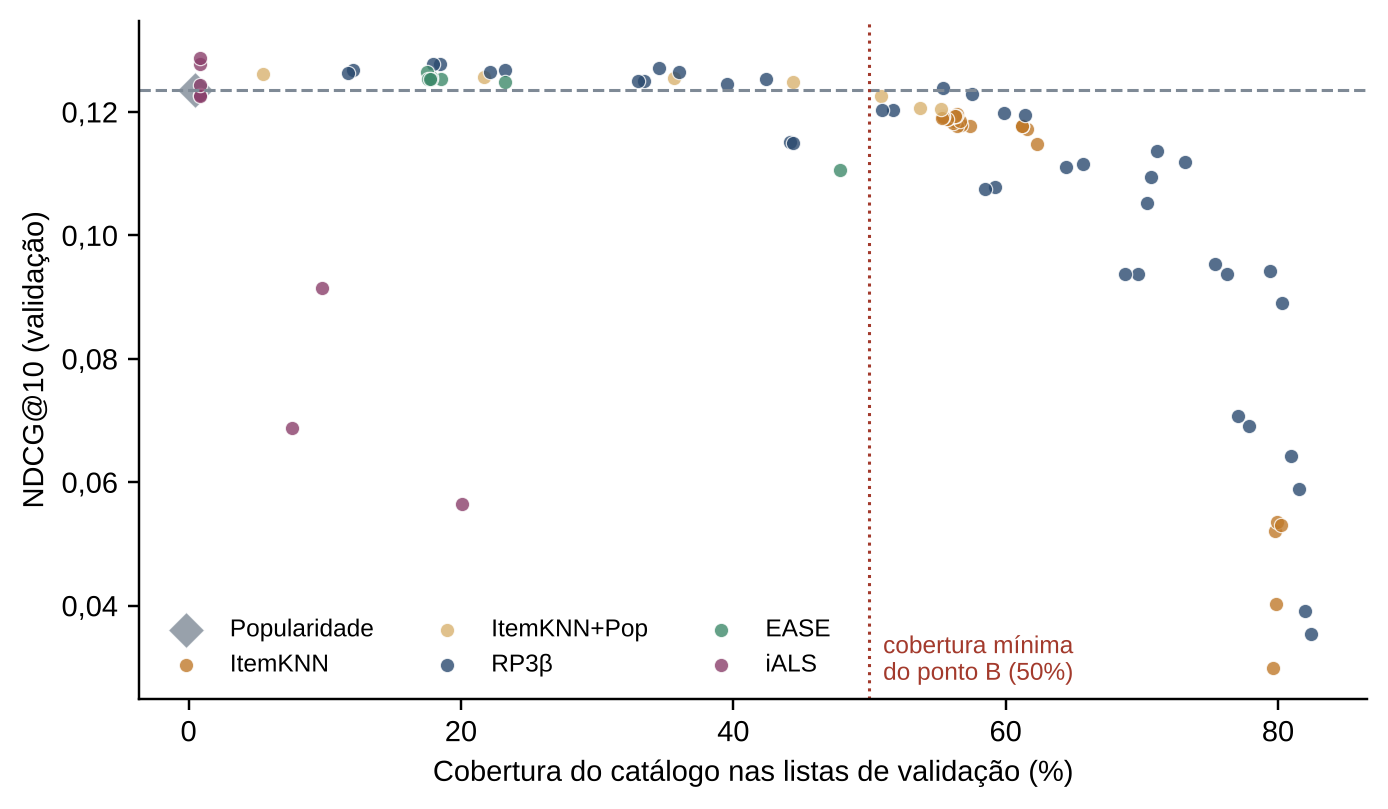 NDCG@10 (validação)
0,12
0,10
0,08
0,06
0,04
Popularidade
ItemKNN
ItemKNN+Pop
RP3β
EASE
iALS
cobertura mínima
do ponto B (50%)
0
20
40
60
80
Cobertura do catálogo nas listas de validação (%)